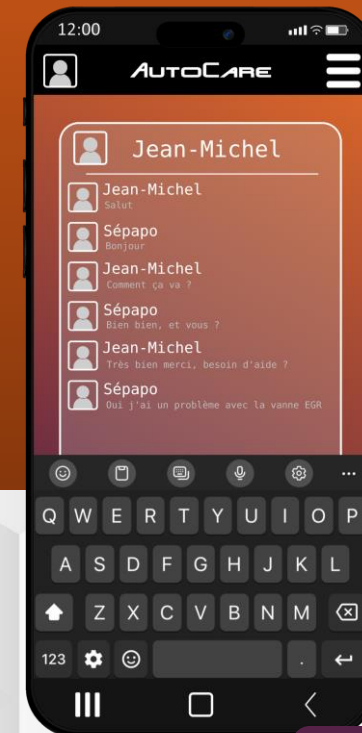 12:00
AUTOCARE
Jean-Michel
Jean-Michel
Salut
Sépapo
Bonjour
Jean-Michel
Comment ça va ?
Sépapo
Bien bien, et vous ?
Jean-Michel
Très bien merci, besoin d'aide ?
Sépapo
Oui j'ai un problème avec la vanne EGR
Q W E R T Y U I O P
A S D F G H J K L
Z X C V B N M
123 .